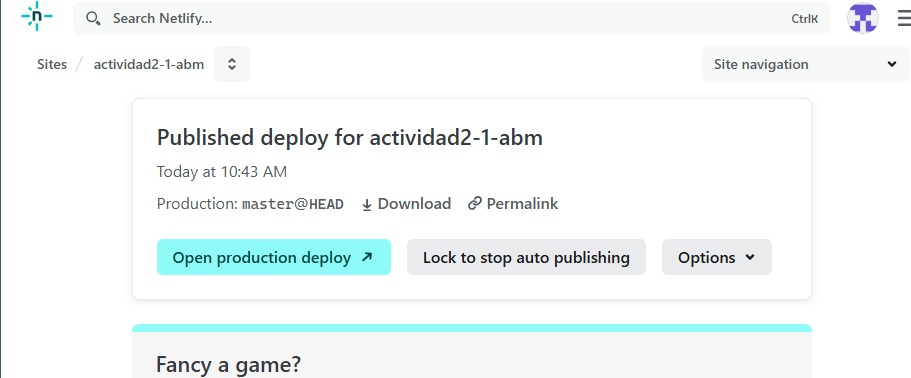 n
Search Netlify... CtrlK
Sites / actividad2-1-abm
Site navigation
Published deploy for actividad2-1-abm
Today at 10:43 AM
Production: master@HEAD Download Permalink
Open production deploy Lock to stop auto publishing Options
Fancy a game?